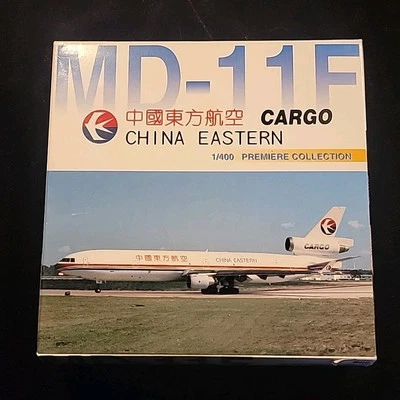 MD-11F
中國東方航空 CARGO
CHINA EASTERN
1/400 PREMIERE COLLECTION
CARGO
中國東方航空 CHINA EASTERN